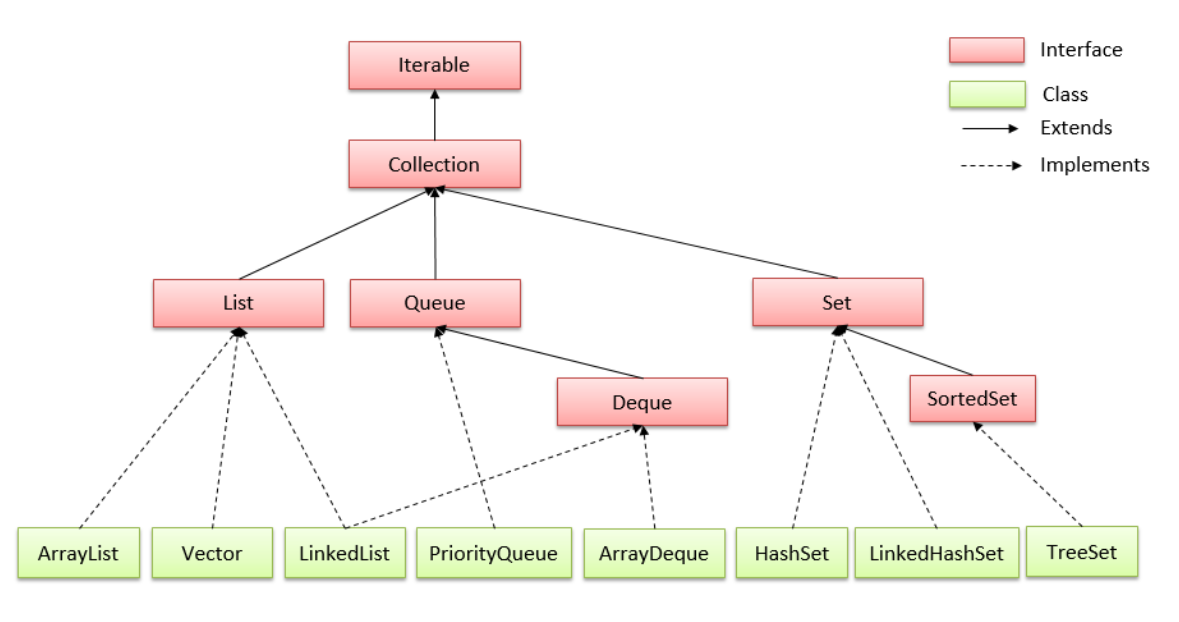 Iterable
Interface
Class
Extends
Implements
Collection
List
Queue
Set
Deque
SortedSet
ArrayList
Vector
LinkedList
PriorityQueue
ArrayDeque
HashSet
LinkedHashSet
TreeSet